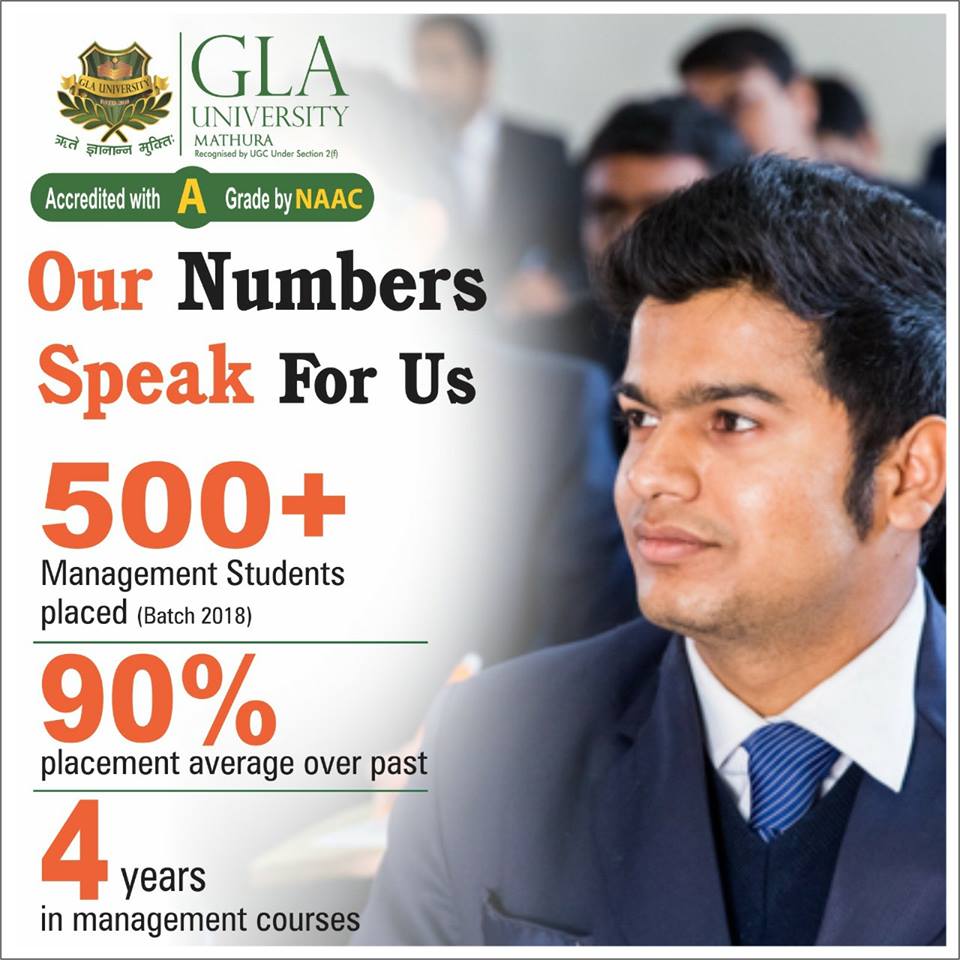 GLA UNIVERSITY
ESTD. 2010
ऋते ज्ञानान्न मुक्तिः
GLA
UNIVERSITY
MATHURA
Recognised by UGC Under Section 2(f)
Accredited with A Grade by NAAC
Our Numbers
Speak For Us
500+
Management Students
placed (Batch 2018)
90%
placement average over past
4 years
in management courses